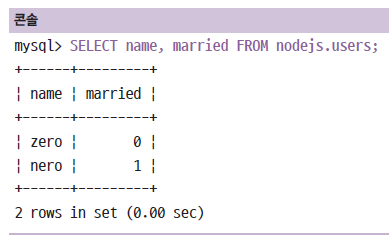 콘솔
mysql> SELECT name, married FROM nodejs.users;
+------+---------+
| name | married |
+------+---------+
| zero |       0 |
| nero |       1 |
+------+---------+
2 rows in set (0.00 sec)